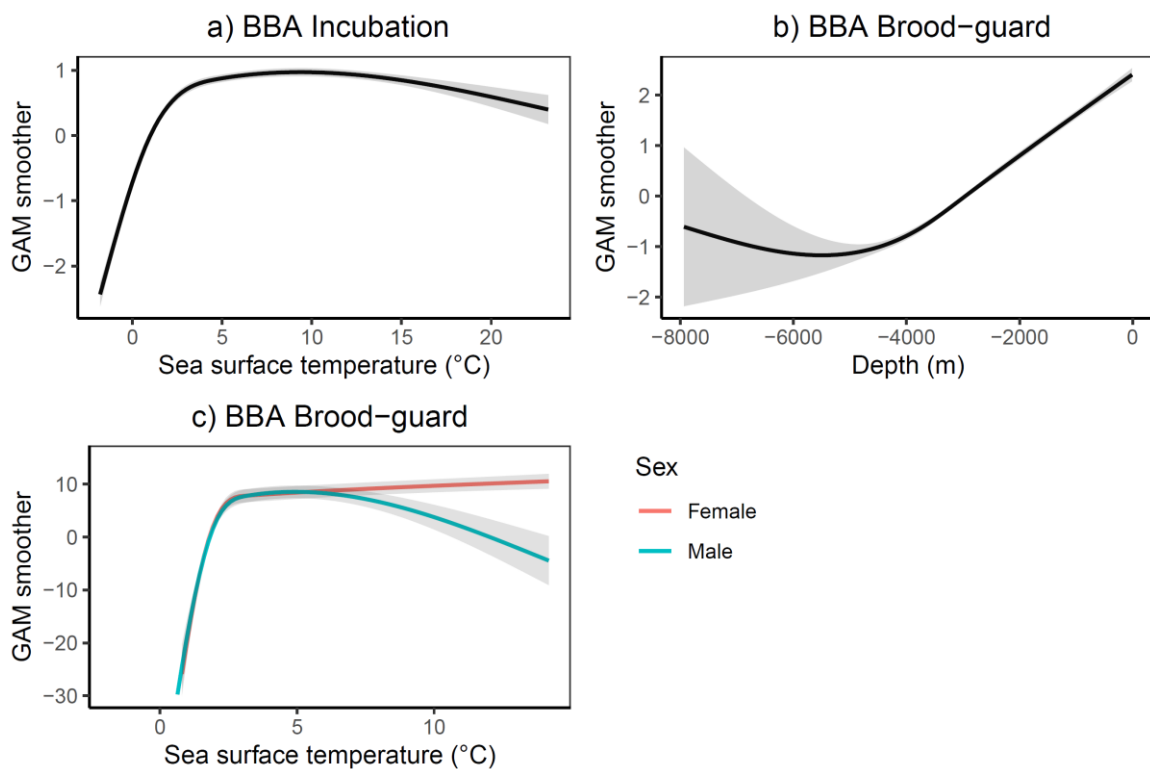 a) BBA Incubation
GAM smoother
1
0
−1
−2
0
5
10
15
20
Sea surface temperature (°C)
b) BBA Brood−guard
GAM smoother
2
1
0
−1
−2
−8000
−6000
−4000
−2000
0
Depth (m)
c) BBA Brood−guard
GAM smoother
10
0
−10
−20
−30
0
5
10
Sea surface temperature (°C)
Sex
Female
Male